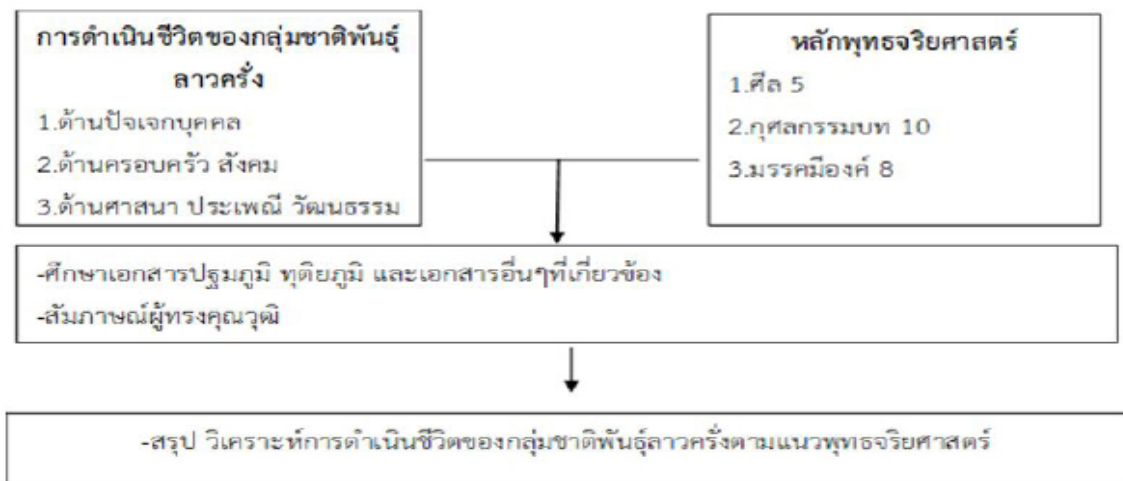 การดำเนินชีวิตของกลุ่มชาติพันธุ์
ลาวครั่ง
1.ด้านปัจเจกบุคคล
2.ด้านครอบครัว สังคม
3.ด้านศาสนา ประเพณี วัฒนธรรม
หลักพุทธจริยศาสตร์
1.ศีล 5
2.กุศลกรรมบท 10
3.มรรคมีองค์ 8
-ศึกษาเอกสารปฐมภูมิ ทุติยภูมิ และเอกสารอื่นๆที่เกี่ยวข้อง
-สัมภาษณ์ผู้ทรงคุณวุฒิ
-สรุป วิเคราะห์การดำเนินชีวิตของกลุ่มชาติพันธุ์ลาวครั่งตามแนวพุทธจริยศาสตร์